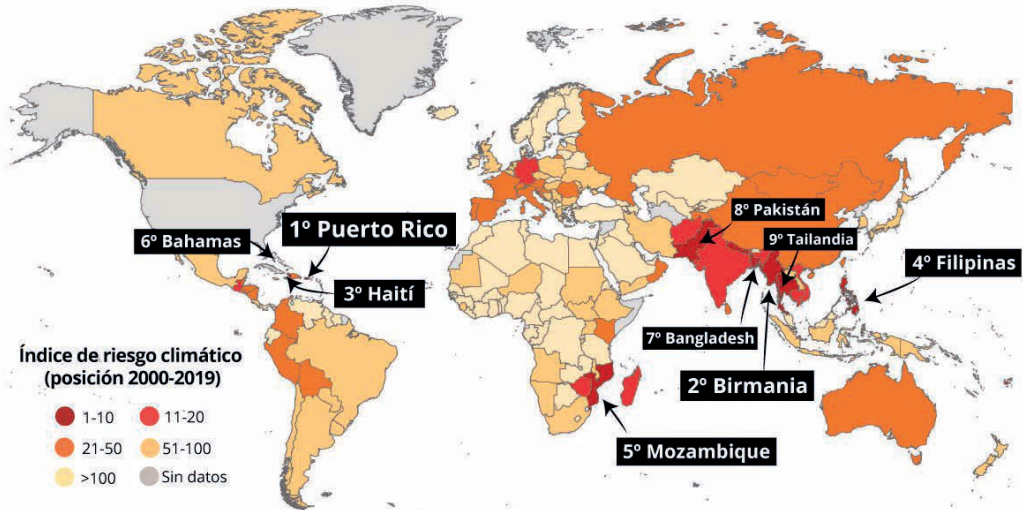 8º Pakistán
1º Puerto Rico
6º Bahamas
9º Tailandia
4º Filipinas
3º Haití
7º Bangladesh
2º Birmania
5º Mozambique
Índice de riesgo climático
(posición 2000-2019)
1-10
11-20
21-50
51-100
>100
Sin datos